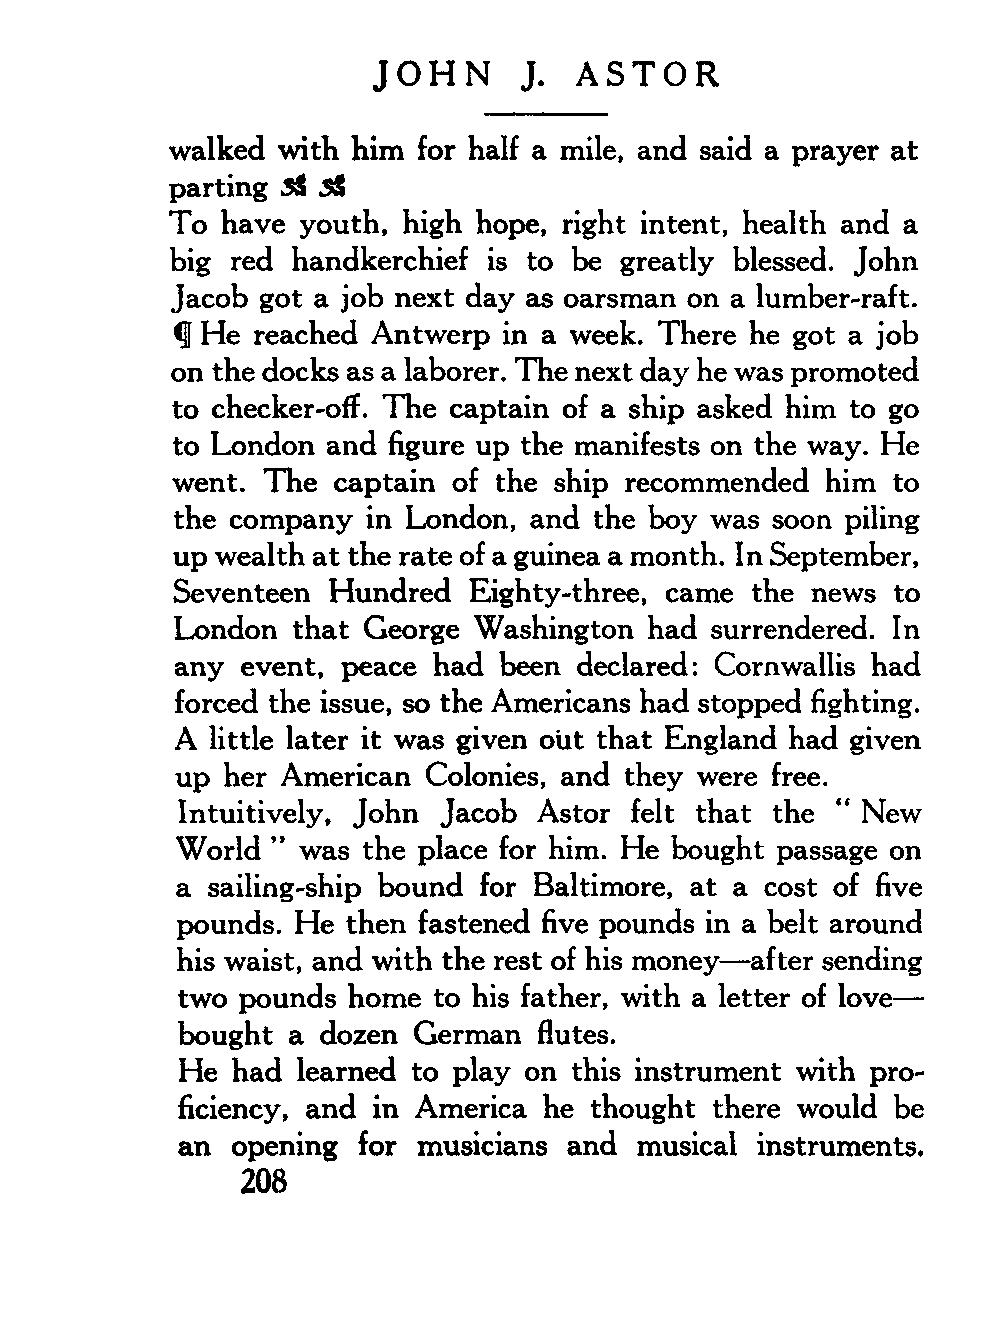 JOHN J. ASTOR
walked with him for half a mile, and said a prayer at
parting
To have youth, high hope, right intent, health and a
big red handkerchief is to be greatly blessed. John
Jacob got a job next day as oarsman on a lumber-raft.
¶ He reached Antwerp in a week. There he got a job
on the docks as a laborer. The next day he was promoted
to checker-off. The captain of a ship asked him to go
to London and figure up the manifests on the way. He
went. The captain of the ship recommended him to
the company in London, and the boy was soon piling
up wealth at the rate of a guinea a month. In September,
Seventeen Hundred Eighty-three, came the news to
London that George Washington had surrendered. In
any event, peace had been declared: Cornwallis had
forced the issue, so the Americans had stopped fighting.
A little later it was given out that England had given
up her American Colonies, and they were free.
Intuitively, John Jacob Astor felt that the “ New
World ” was the place for him. He bought passage on
a sailing-ship bound for Baltimore, at a cost of five
pounds. He then fastened five pounds in a belt around
his waist, and with the rest of his money—after sending
two pounds home to his father, with a letter of love—
bought a dozen German flutes.
He had learned to play on this instrument with pro-
ficiency, and in America he thought there would be
an opening for musicians and musical instruments.
208